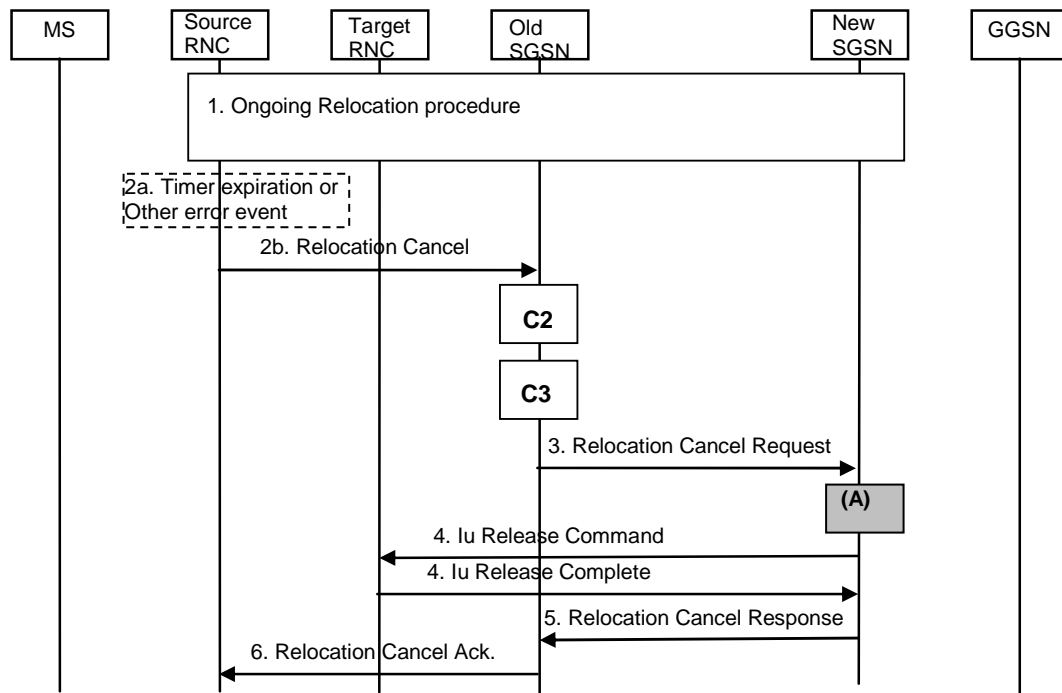 MS
Source
RNC
Target
RNC
Old
SGSN
New
SGSN
GGSN
1. Ongoing Relocation procedure
2a. Timer expiration or
Other error event
2b. Relocation Cancel
C2
C3
3. Relocation Cancel Request
(A)
4. Iu Release Command
4. Iu Release Complete
5. Relocation Cancel Response
6. Relocation Cancel Ack.